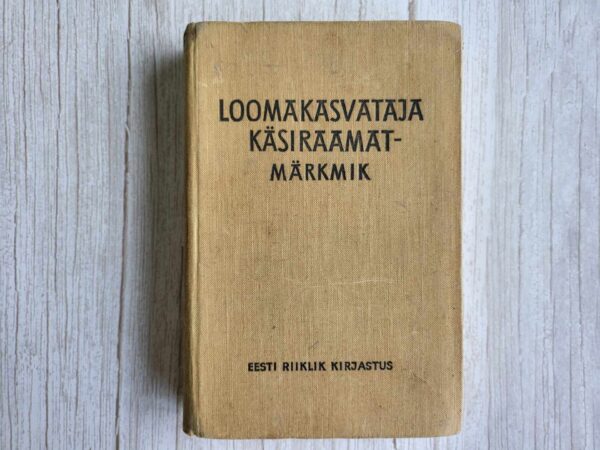 LOOMAKASVATAJA
KÄSIRAAMAT-
MÄRKMIK
EESTI RIIKLIK KIRJASTUS